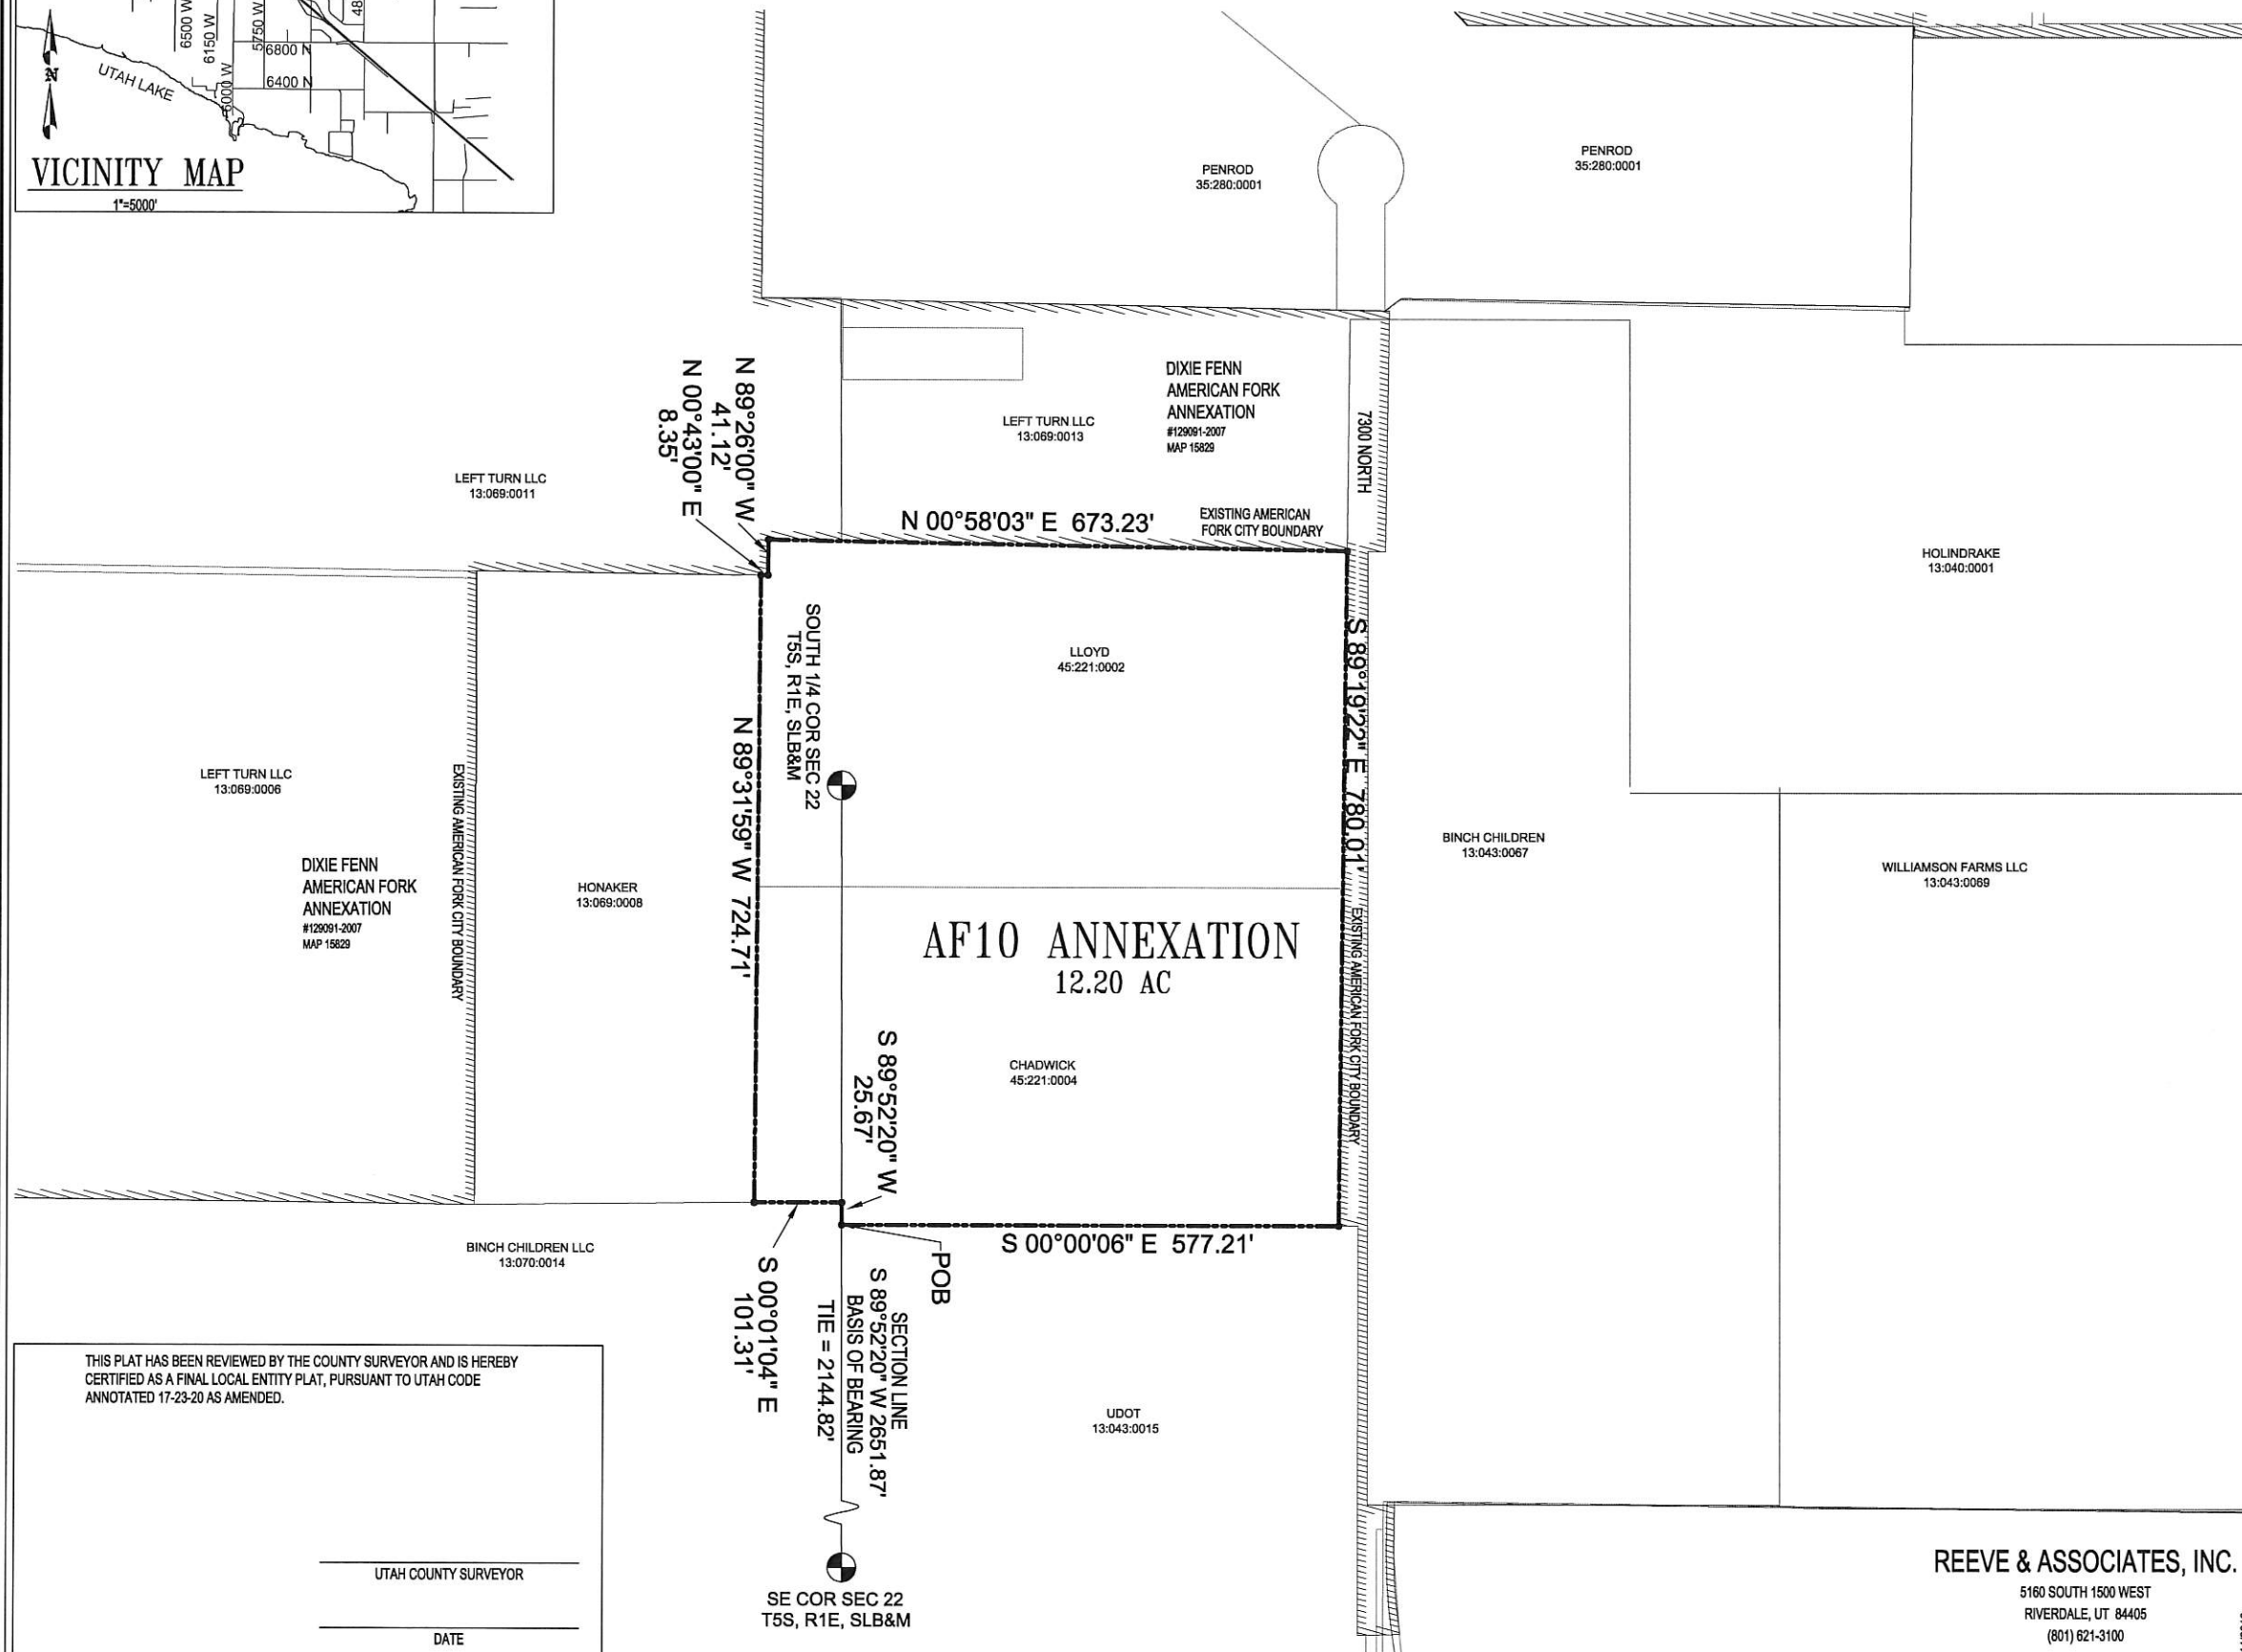 6500 W
6150 W
6000 W
5750 W
48
6800 N
6400 N
N
UTAH LAKE
VICINITY MAP
1"=5000'
PENROD
35:280:0001
PENROD
35:280:0001
N 89°26'00" W
41.12'
N 00°43'00" E
8.35'
LEFT TURN LLC
13:069:0013
DIXIE FENN
AMERICAN FORK
ANNEXATION
#129091-2007
MAP 15829
7300 NORTH
LEFT TURN LLC
13:069:0011
N 00°58'03" E 673.23'
EXISTING AMERICAN
FORK CITY BOUNDARY
HOLINDRAKE
13:040:0001
SOUTH 1/4 COR SEC 22
T5S, R1E, SLB&M
LLOYD
45:221:0002
S 89°19'22" E 780.01'
EXISTING AMERICAN FORK CITY BOUNDARY
LEFT TURN LLC
13:069:0006
DIXIE FENN
AMERICAN FORK
ANNEXATION
#129091-2007
MAP 15829
EXISTING AMERICAN FORK CITY BOUNDARY
HONAKER
13:069:0008
N 89°31'59" W 724.71'
BINCH CHILDREN
13:043:0067
WILLIAMSON FARMS LLC
13:043:0069
AF10 ANNEXATION
12.20 AC
CHADWICK
45:221:0004
S 89°52'20" W
25.67'
S 00°00'06" E 577.21'
POB
BINCH CHILDREN LLC
13:070:0014
S 00°01'04" E
101.31'
SECTION LINE
S 89°52'20" W 2651.87'
BASIS OF BEARING
TIE = 2144.82'
UDOT
13:043:0015
SE COR SEC 22
T5S, R1E, SLB&M
THIS PLAT HAS BEEN REVIEWED BY THE COUNTY SURVEYOR AND IS HEREBY
CERTIFIED AS A FINAL LOCAL ENTITY PLAT, PURSUANT TO UTAH CODE
ANNOTATED 17-23-20 AS AMENDED.
UTAH COUNTY SURVEYOR
DATE
REEVE & ASSOCIATES, INC.
5160 SOUTH 1500 WEST
RIVERDALE, UT 84405
(801) 621-3100